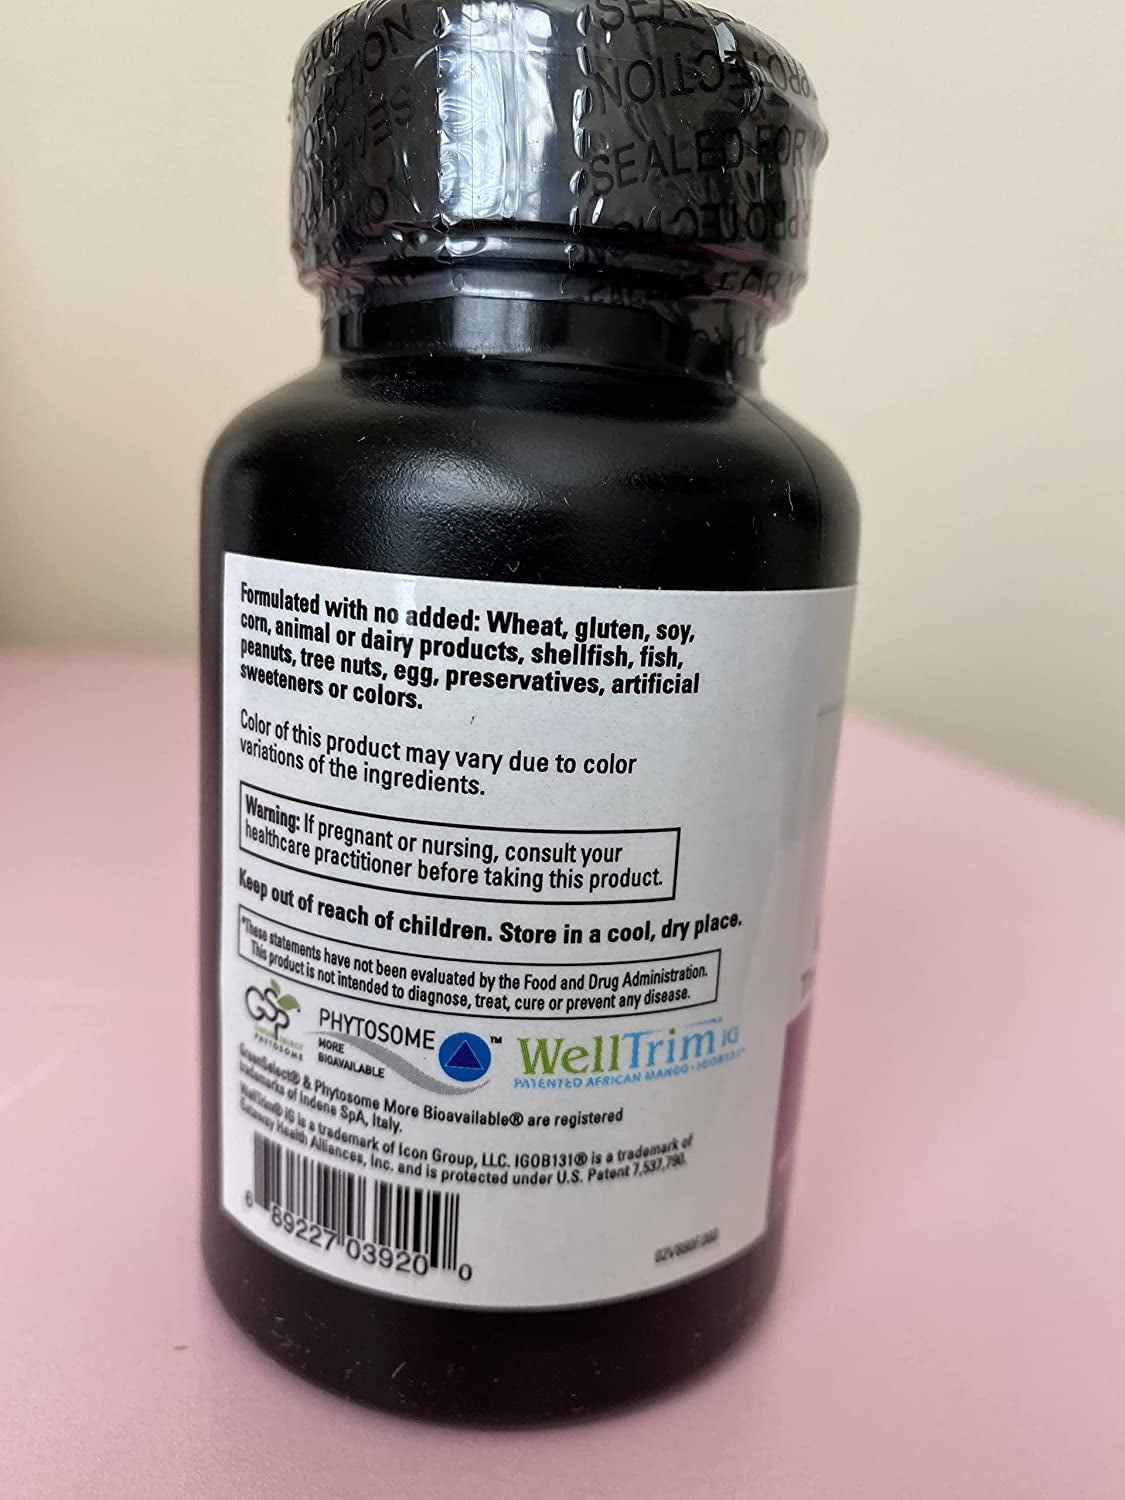 SEALED FOR
PROTECTION
Formulated with no added: Wheat, gluten, soy,
corn, animal or dairy products, shellfish, fish,
peanuts, tree nuts, egg, preservatives, artificial
sweeteners or colors.
Color of this product may vary due to color
variations of the ingredients.
Warning: If pregnant or nursing, consult your
healthcare practitioner before taking this product.
Keep out of reach of children. Store in a cool, dry place.
*These statements have not been evaluated by the Food and Drug Administration.
This product is not intended to diagnose, treat, cure or prevent any disease.
GSP
PHYTOSOME
PHYTOSOME
MORE
BIOAVAILABLE
™
WellTrim iG
PATENTED AFRICAN MANGO • IGOB131
GreenSelect® & Phytosome More Bioavailable® are registered
trademarks of Indena SpA, Italy.
WellTrim® iG is a trademark of Icon Group, LLC. IGOB131® is a trademark of
Gateway Health Alliances, Inc. and is protected under U.S. Patent 7,537,790.
6 89227 03920 0